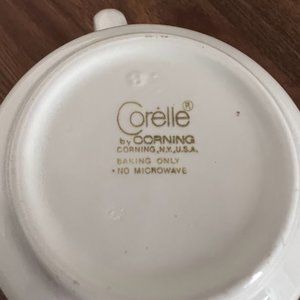 Corelle®
by CORNING
CORNING, N.Y., U.S.A.
BAKING ONLY
• NO MICROWAVE